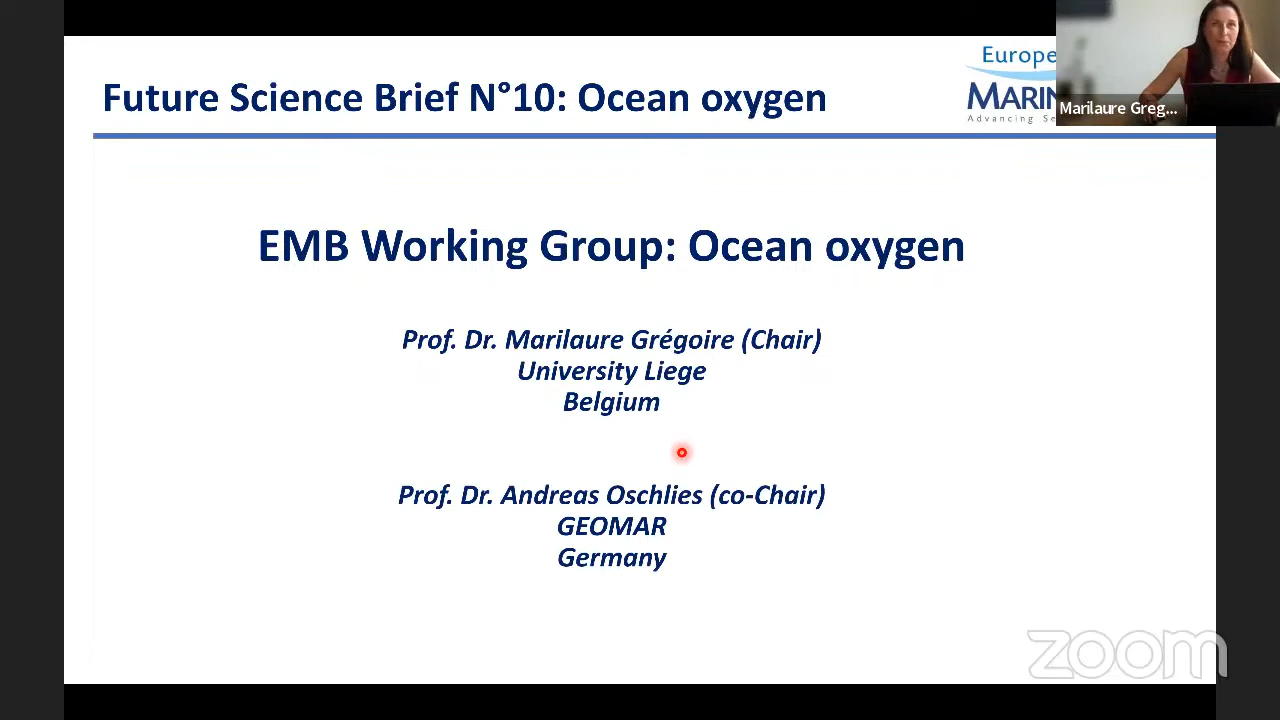 Future Science Brief N°10: Ocean oxygen
Europe
MARIN
Advancing Se
Marilaure Greg...
EMB Working Group: Ocean oxygen
Prof. Dr. Marilaure Grégoire (Chair)
University Liege
Belgium
Prof. Dr. Andreas Oschlies (co-Chair)
GEOMAR
Germany
zoom